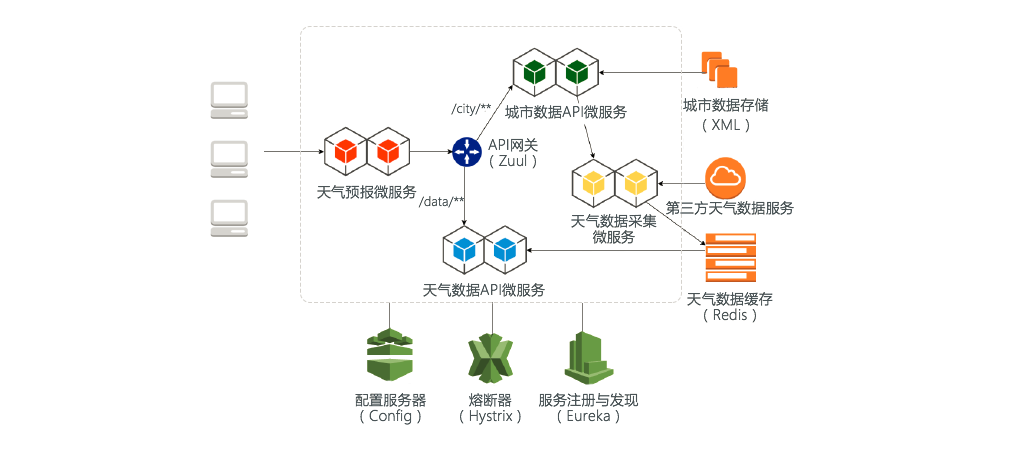 /city/**
城市数据API微服务
城市数据存储
（XML）
API网关
（Zuul）
天气预报微服务
/data/**
天气数据采集
微服务
第三方天气数据服务
天气数据API微服务
天气数据缓存
（Redis）
配置服务器
（Config）
熔断器
（Hystrix）
服务注册与发现
（Eureka）